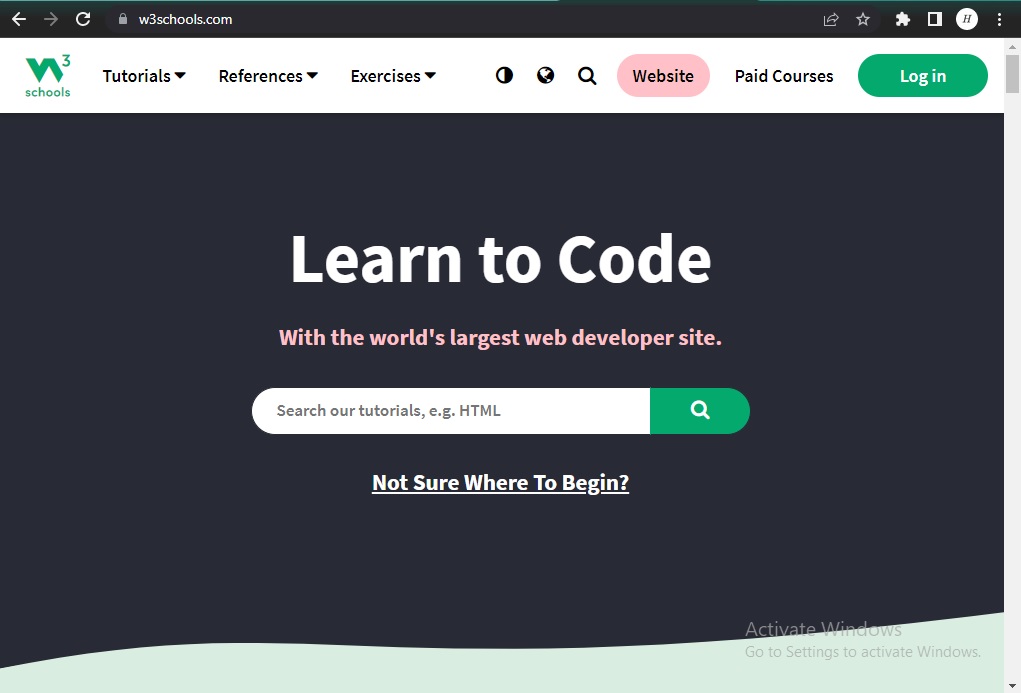 w3schools.com
H
W3
schools
Tutorials
References
Exercises
Website
Paid Courses
Log in
Learn to Code
With the world's largest web developer site.
Search our tutorials, e.g. HTML
Not Sure Where To Begin?
Activate Windows
Go to Settings to activate Windows.